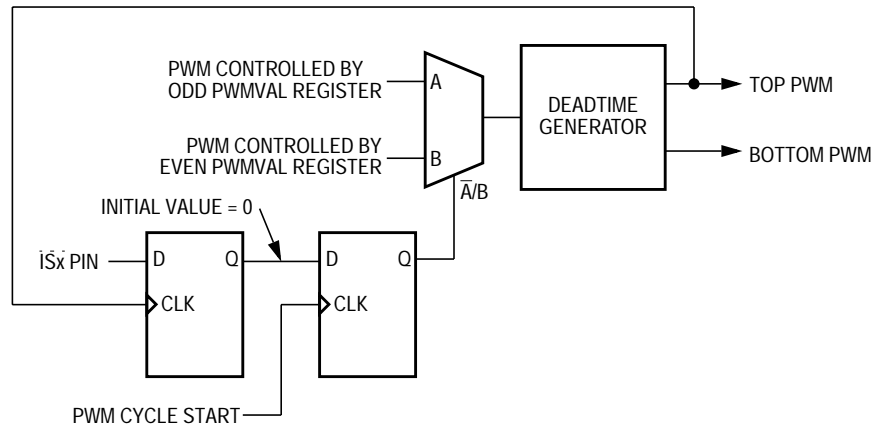 PWM CONTROLLED BY
ODD PWMVAL REGISTER
A
DEADTIME
GENERATOR
TOP PWM
PWM CONTROLLED BY
EVEN PWMVAL REGISTER
B
BOTTOM PWM
A̅/B
INITIAL VALUE = 0
I̅S̅x̅ PIN
D Q
CLK
D Q
CLK
PWM CYCLE START